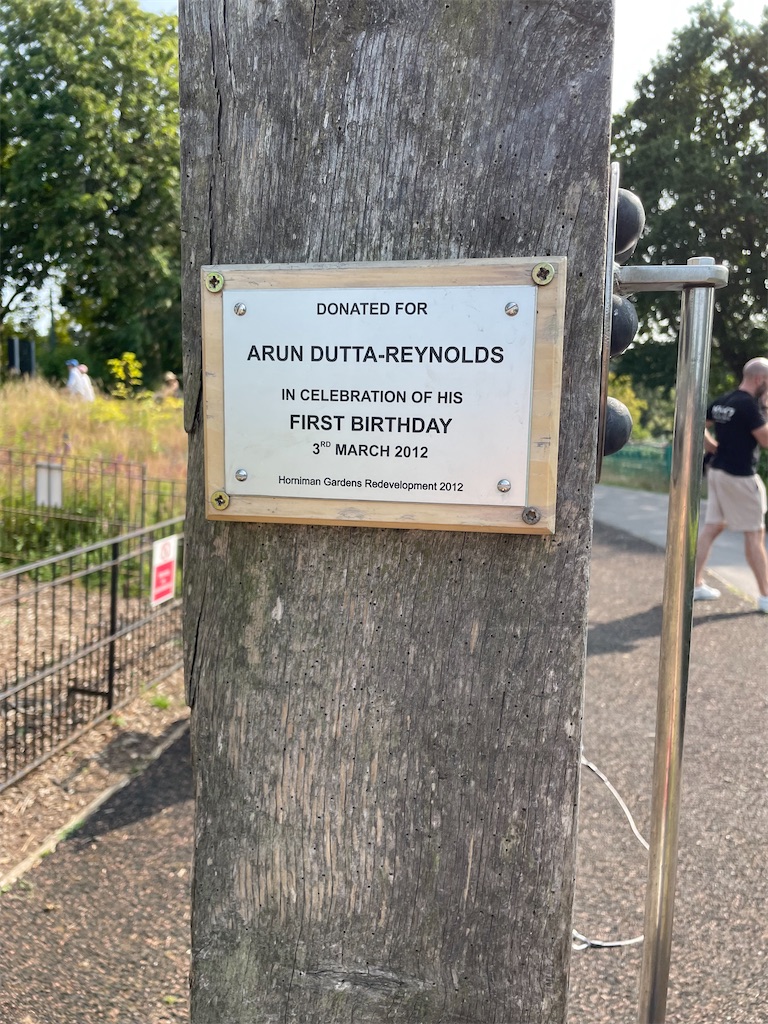 DONATED FOR
ARUN DUTTA-REYNOLDS
IN CELEBRATION OF HIS
FIRST BIRTHDAY
3RD MARCH 2012
Horniman Gardens Redevelopment 2012